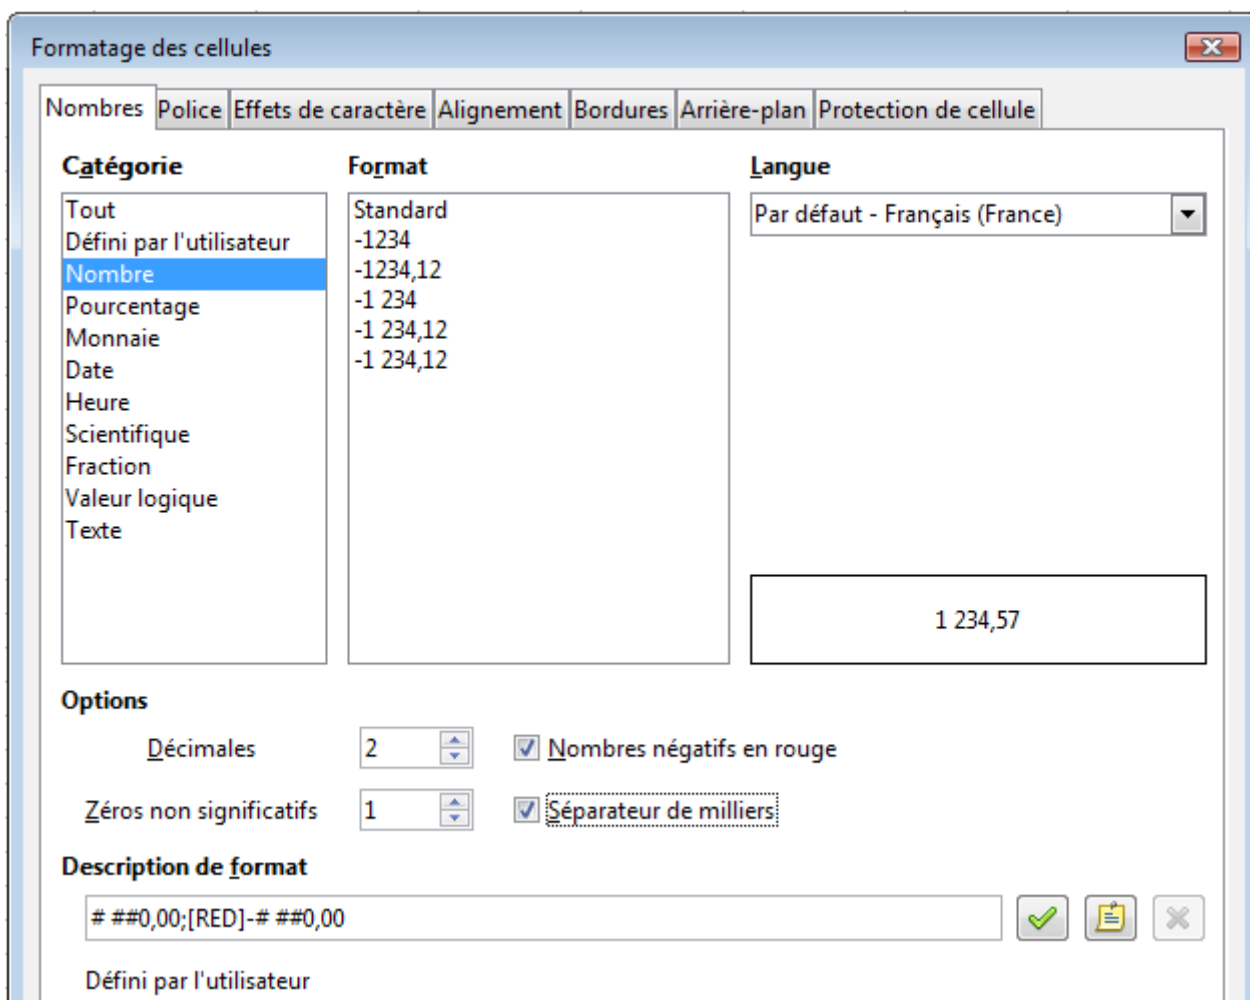 Formatage des cellules
Nombres Police Effets de caractère Alignement Bordures Arrière-plan Protection de cellule
Catégorie
Tout
Défini par l'utilisateur
Nombre
Pourcentage
Monnaie
Date
Heure
Scientifique
Fraction
Valeur logique
Texte
Format
Standard
-1234
-1234,12
-1 234
-1 234,12
-1 234,12
Langue
Par défaut - Français (France)
1 234,57
Options
Décimales 2 Nombres négatifs en rouge
Zéros non significatifs 1 Séparateur de milliers
Description de format
# ##0,00;[RED]-# ##0,00
Défini par l'utilisateur